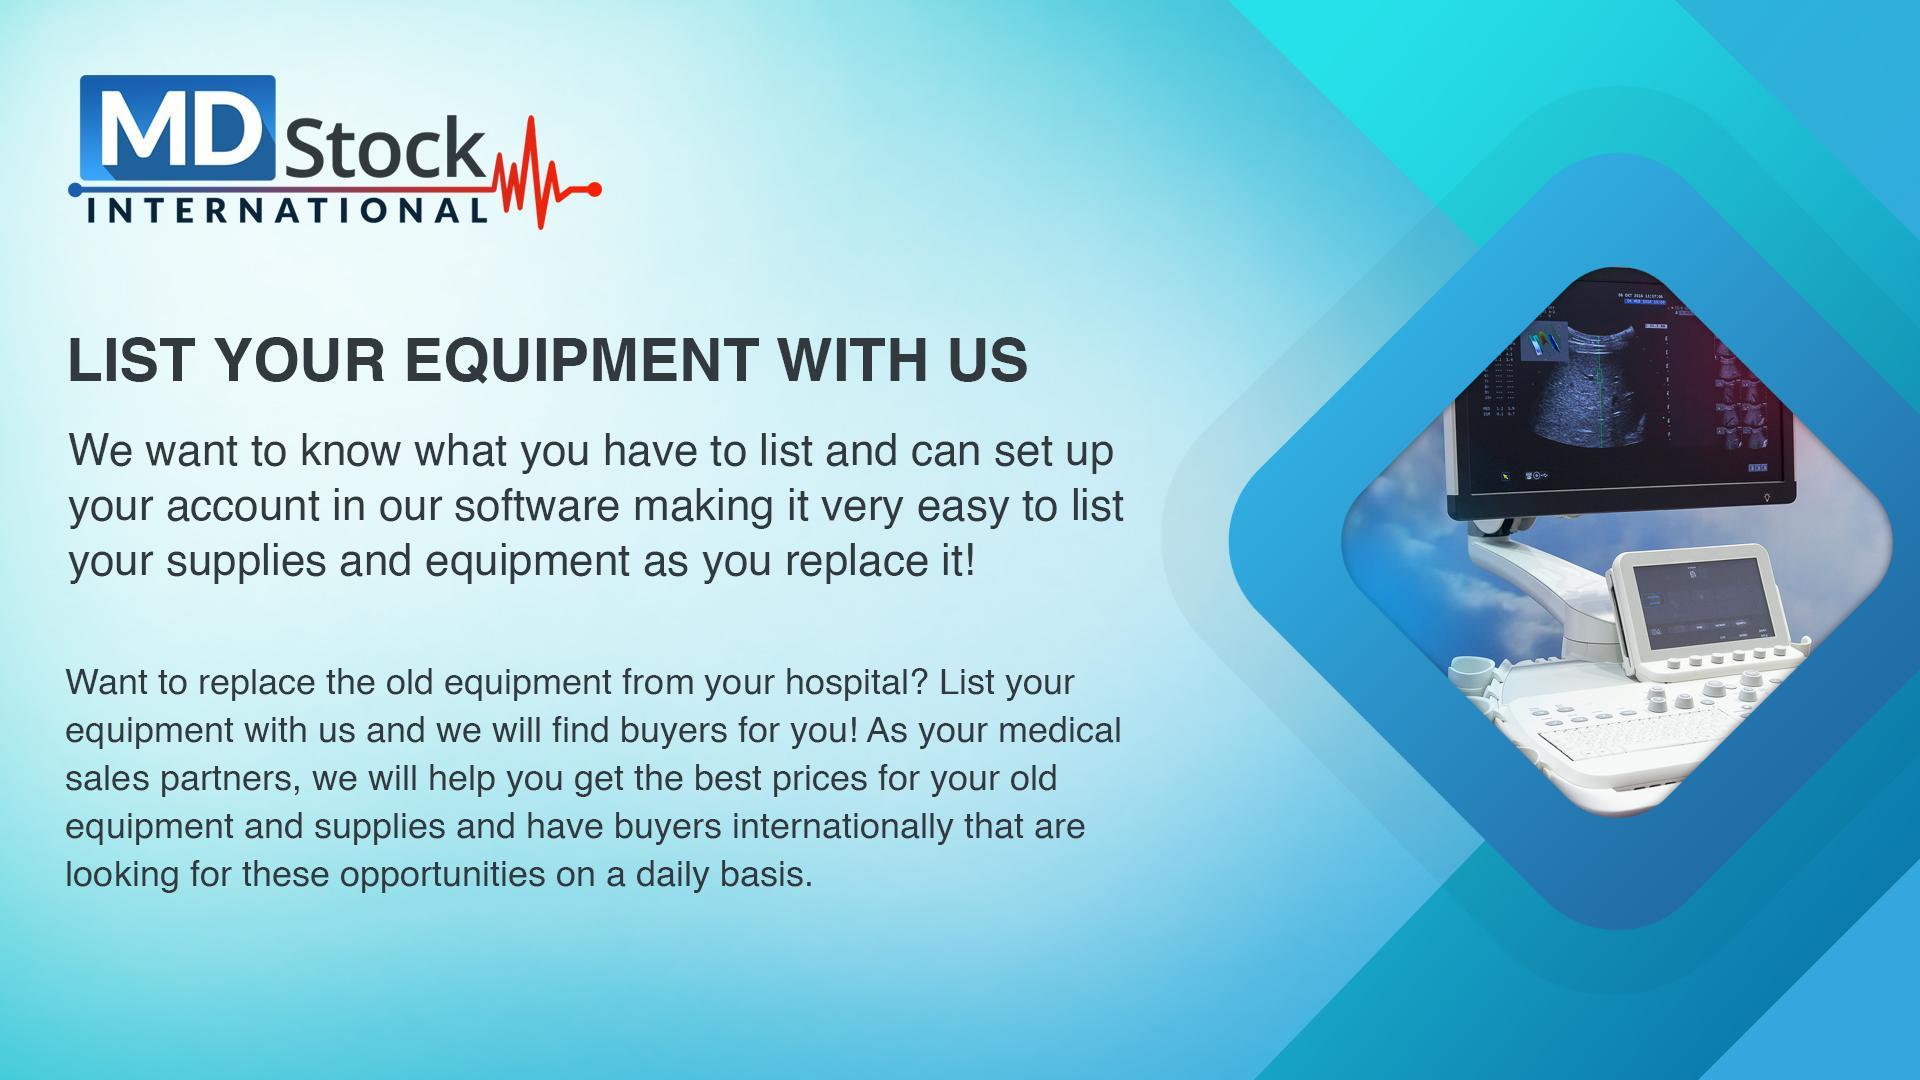 MD Stock
INTERNATIONAL
LIST YOUR EQUIPMENT WITH US
We want to know what you have to list and can set up
your account in our software making it very easy to list
your supplies and equipment as you replace it!
Want to replace the old equipment from your hospital? List your
equipment with us and we will find buyers for you! As your medical
sales partners, we will help you get the best prices for your old
equipment and supplies and have buyers internationally that are
looking for these opportunities on a daily basis.